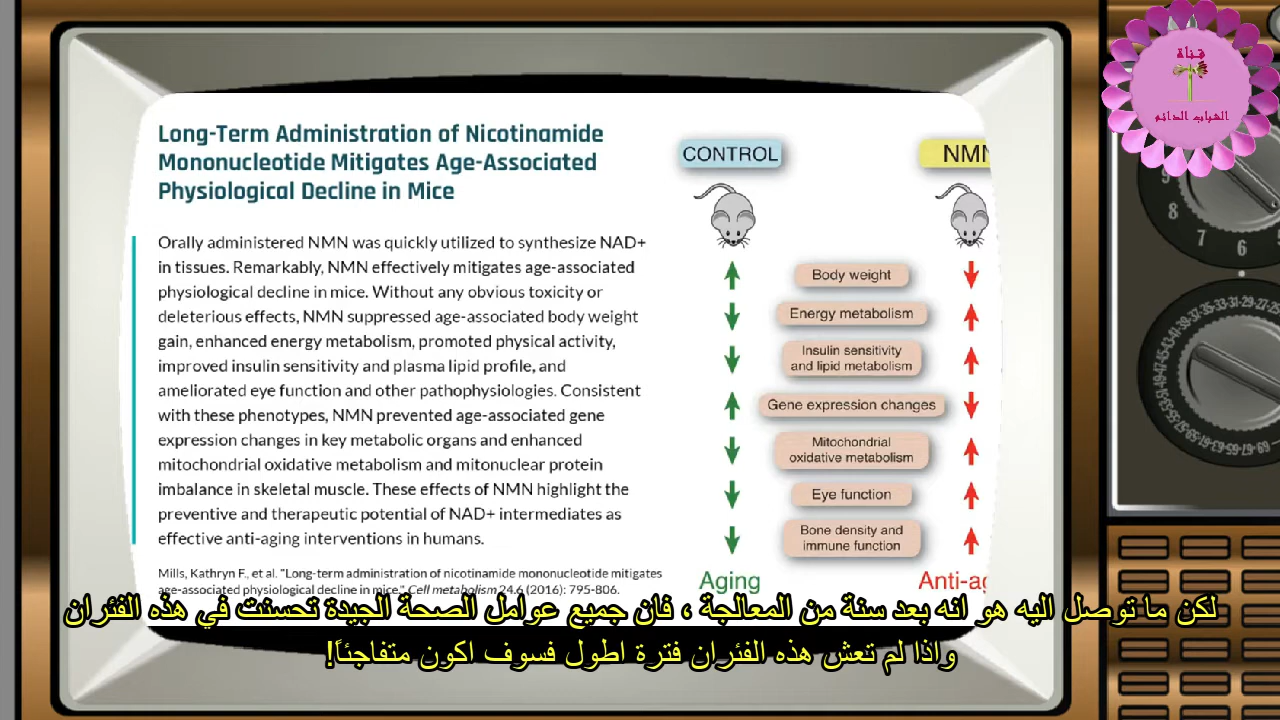 قناة
الشباب الدائم
Long-Term Administration of Nicotinamide
Mononucleotide Mitigates Age-Associated
Physiological Decline in Mice
Orally administered NMN was quickly utilized to synthesize NAD+
in tissues. Remarkably, NMN effectively mitigates age-associated
physiological decline in mice. Without any obvious toxicity or
deleterious effects, NMN suppressed age-associated body weight
gain, enhanced energy metabolism, promoted physical activity,
improved insulin sensitivity and plasma lipid profile, and
ameliorated eye function and other pathophysiologies. Consistent
with these phenotypes, NMN prevented age-associated gene
expression changes in key metabolic organs and enhanced
mitochondrial oxidative metabolism and mitonuclear protein
imbalance in skeletal muscle. These effects of NMN highlight the
preventive and therapeutic potential of NAD+ intermediates as
effective anti-aging interventions in humans.
Mills, Kathryn F., et al. "Long-term administration of nicotinamide mononucleotide mitigates
age-associated physiological decline in mice." Cell metabolism 24.6 (2016): 795-806.
CONTROL
NMN
Body weight
Energy metabolism
Insulin sensitivity
and lipid metabolism
Gene expression changes
Mitochondrial
oxidative metabolism
Eye function
Bone density and
immune function
Aging
Anti-ag
لكن ما توصل اليه هو انه بعد سنة من المعالجة ، فان جميع عوامل الصحة الجيدة تحسنت في هذه الفئران
واذا لم تعش هذه الفئران فترة اطول فسوف اكون متفاجئاً!
8
7
6
5